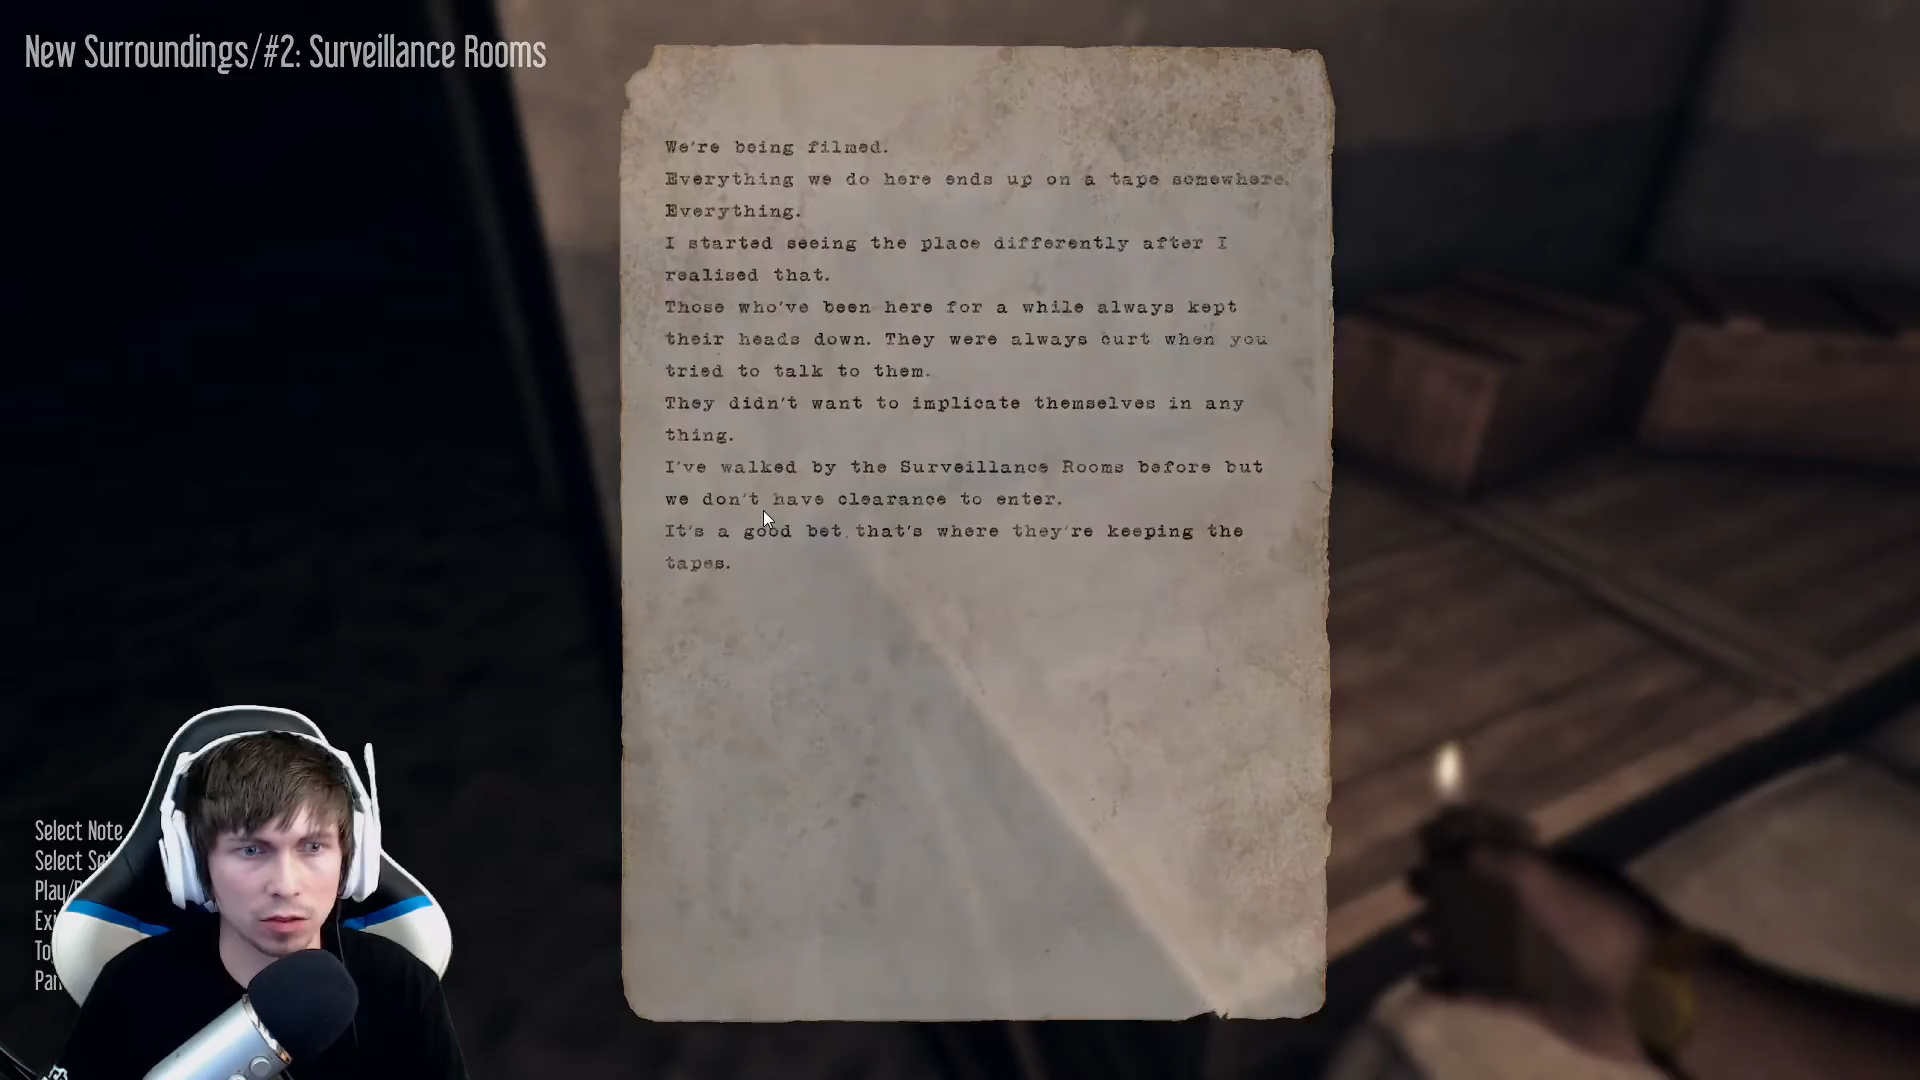 New Surroundings/#2: Surveillance Rooms
We're being filmed.
Everything we do here ends up on a tape somewhere.
Everything.
I started seeing the place differently after I
realised that.
Those who've been here for a while always kept
their heads down. They were always curt when you
tried to talk to them.
They didn't want to implicate themselves in any
thing.
I've walked by the Surveillance Rooms before but
we don't have clearance to enter.
It's a good bet that's where they're keeping the
tapes.
Select Note
Select
Play/